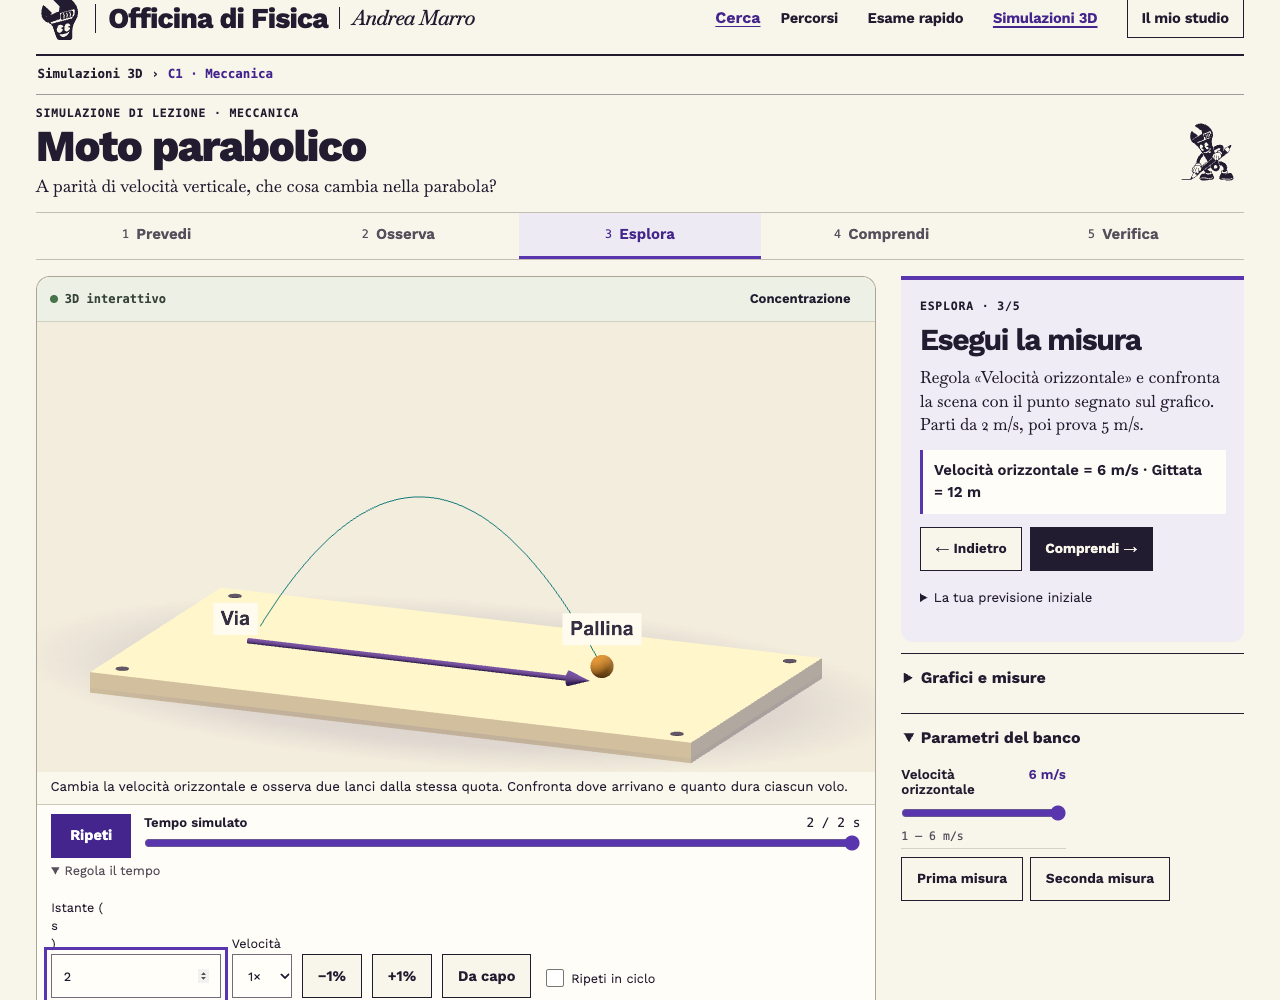 Officina di Fisica
Andrea Marro
Cerca
Percorsi
Esame rapido
Simulazioni 3D
Il mio studio
Simulazioni 3D › C1 · Meccanica
SIMULAZIONE DI LEZIONE · MECCANICA
Moto parabolico
A parità di velocità verticale, che cosa cambia nella parabola?
1 Prevedi
2 Osserva
3 Esplora
4 Comprendi
5 Verifica
3D interattivo
Concentrazione
Via
Pallina
Cambia la velocità orizzontale e osserva due lanci dalla stessa quota. Confronta dove arrivano e quanto dura ciascun volo.
Ripeti
Tempo simulato
2 / 2 s
▼ Regola il tempo
Istante (
s
)
2
Velocità
1×
−1%
+1%
Da capo
Ripeti in ciclo
ESPLORA · 3/5
Esegui la misura
Regola «Velocità orizzontale» e confronta
la scena con il punto segnato sul grafico.
Parti da 2 m/s, poi prova 5 m/s.
Velocità orizzontale = 6 m/s · Gittata
= 12 m
← Indietro
Comprendi →
▶ La tua previsione iniziale
▶ Grafici e misure
▼ Parametri del banco
Velocità
orizzontale
6 m/s
1 — 6 m/s
Prima misura
Seconda misura